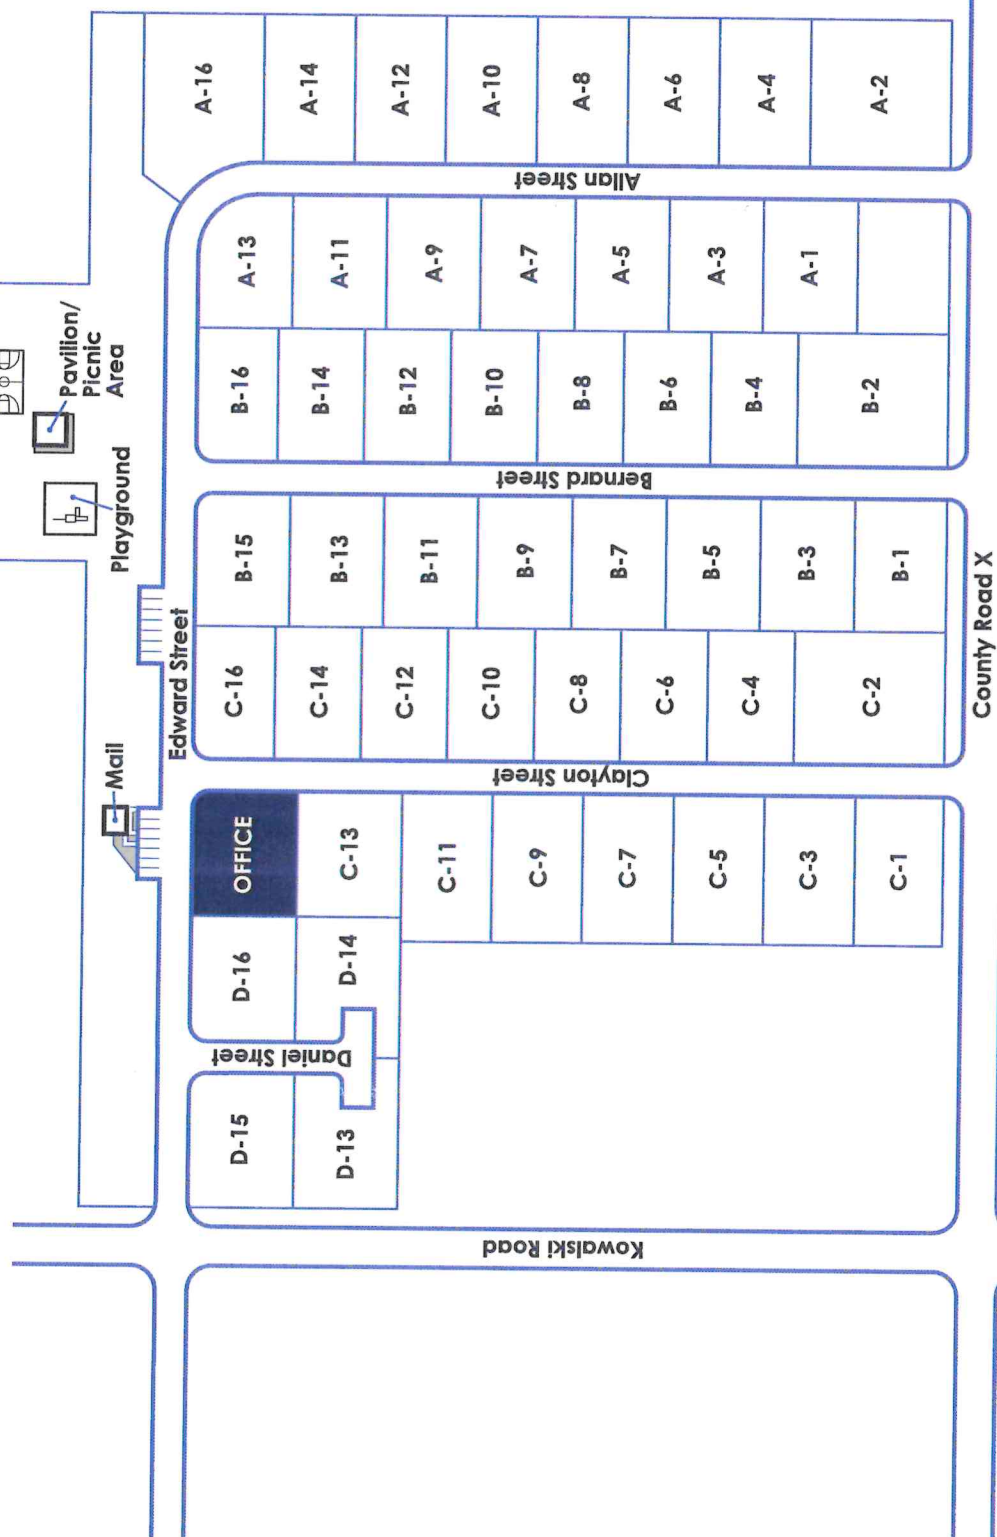 A-16
A-14
A-12
A-10
A-8
A-6
A-4
A-2
Allan Street
A-13
A-11
A-9
A-7
A-5
A-3
A-1
Pavilion/
Picnic
Area
Playground
B-16
B-14
B-12
B-10
B-8
B-6
B-4
B-2
Bernard Street
B-15
B-13
B-11
B-9
B-7
B-5
B-3
B-1
Edward Street
County Road X
C-16
C-14
C-12
C-10
C-8
C-6
C-4
C-2
Mail
Clayton Street
OFFICE
C-13
C-11
C-9
C-7
C-5
C-3
C-1
D-16
D-14
Daniel Street
D-15
D-13
Kowalski Road